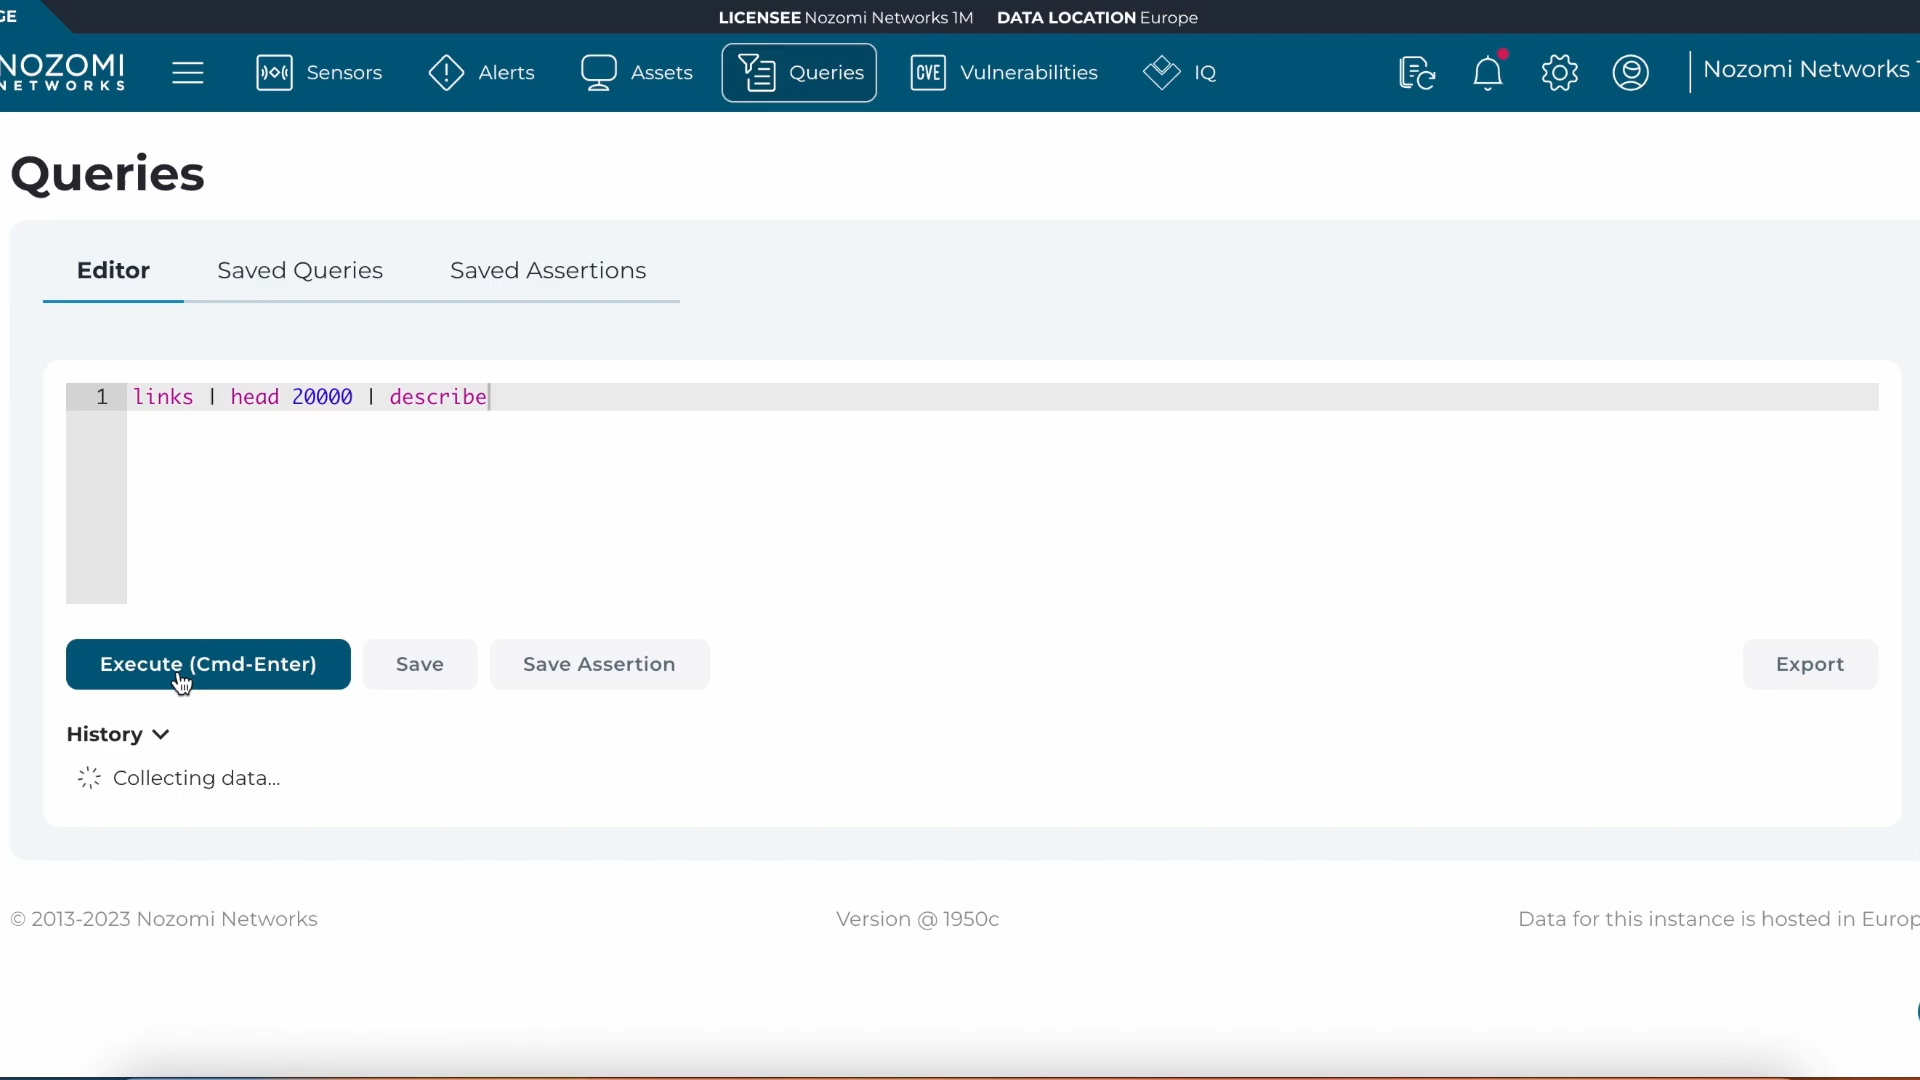 GE
LICENSEE Nozomi Networks 1M DATA LOCATION Europe
NOZOMI
NETWORKS
Sensors Alerts Assets Queries CVE Vulnerabilities IQ Nozomi Networks
Queries
Editor Saved Queries Saved Assertions
1 links | head 20000 | describe
Execute (Cmd-Enter) Save Save Assertion Export
History
Collecting data...
© 2013-2023 Nozomi Networks Version @ 1950c Data for this instance is hosted in Europ